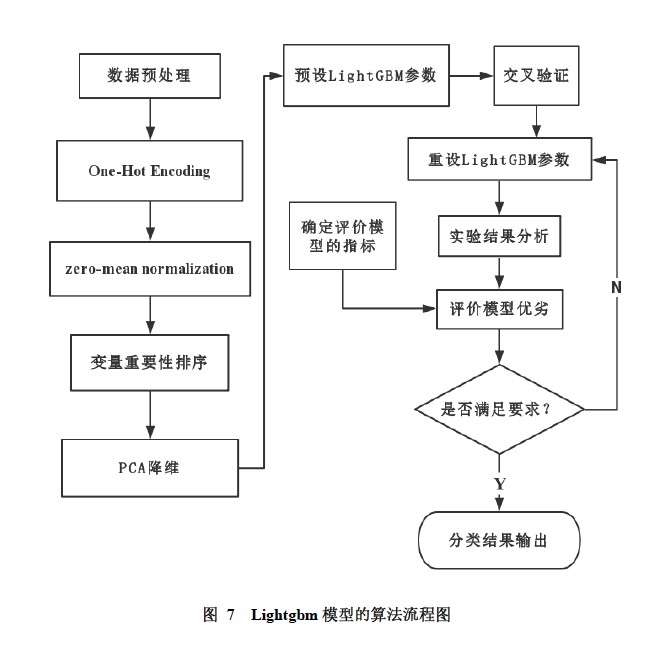 数据预处理
One-Hot Encoding
zero-mean normalization
变量重要性排序
PCA降维
预设LightGBM参数
交叉验证
重设LightGBM参数
确定评价模
型的指标
实验结果分析
评价模型优劣
是否满足要求？
N
Y
分类结果输出
图 7 Lightgbm 模型的算法流程图